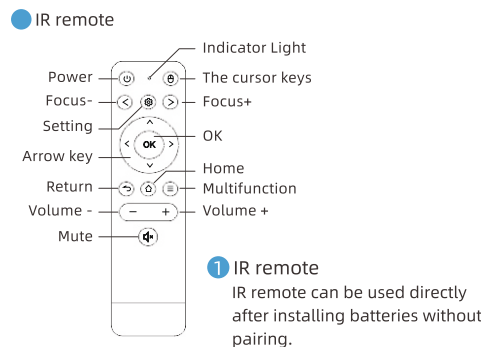 IR remote
Indicator Light
Power
The cursor keys
Focus-
Focus+
Setting
OK
OK
Arrow key
Home
Return
Multifunction
Volume -
Volume +
Mute
1 IR remote
IR remote can be used directly
after installing batteries without
pairing.